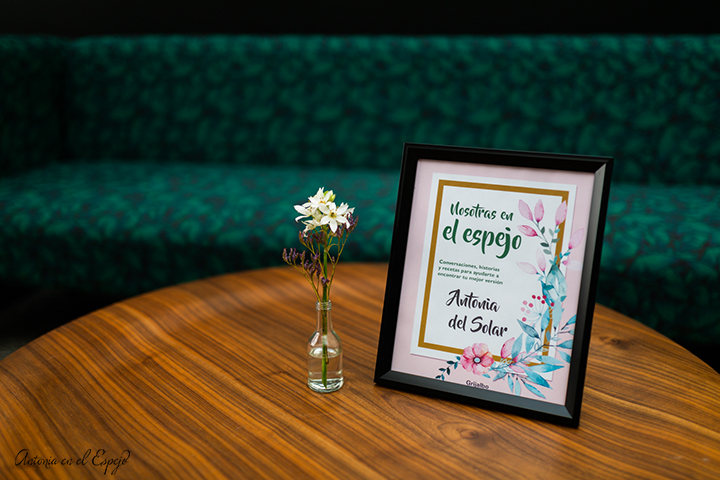 Nosotras en
el espejo
Conversaciones, historias
y recetas para ayudarte a
encontrar tu mejor versión
Antonia
del Solar
Grijalbo
Antonia en el Espejo